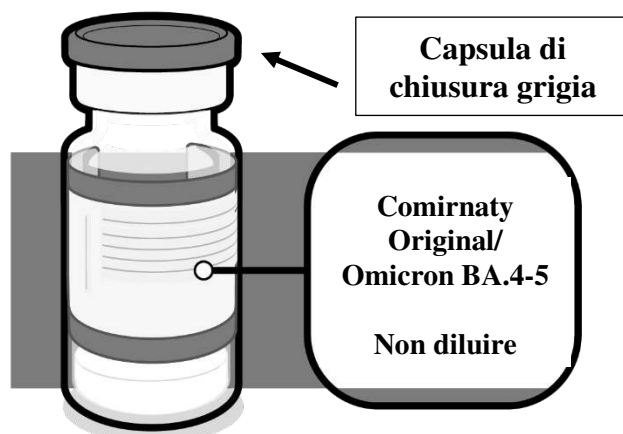 Capsula di
chiusura grigia
Comirnaty
Original/
Omicron BA.4-5
Non diluire